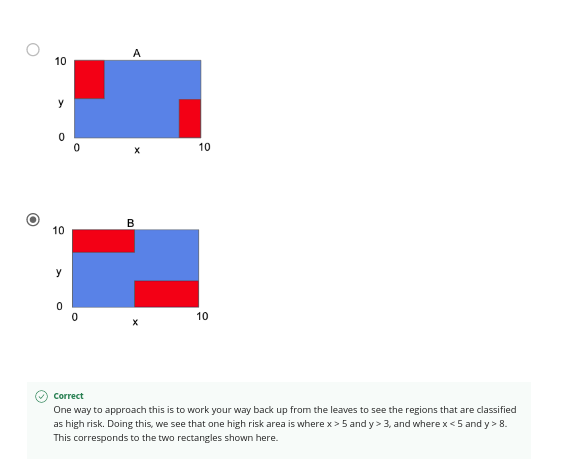 A
10
y
0
0
x
10
B
10
y
0
0
x
10
Correct
One way to approach this is to work your way back up from the leaves to see the regions that are classified
as high risk. Doing this, we see that one high risk area is where x > 5 and y > 3, and where x < 5 and y > 8.
This corresponds to the two rectangles shown here.